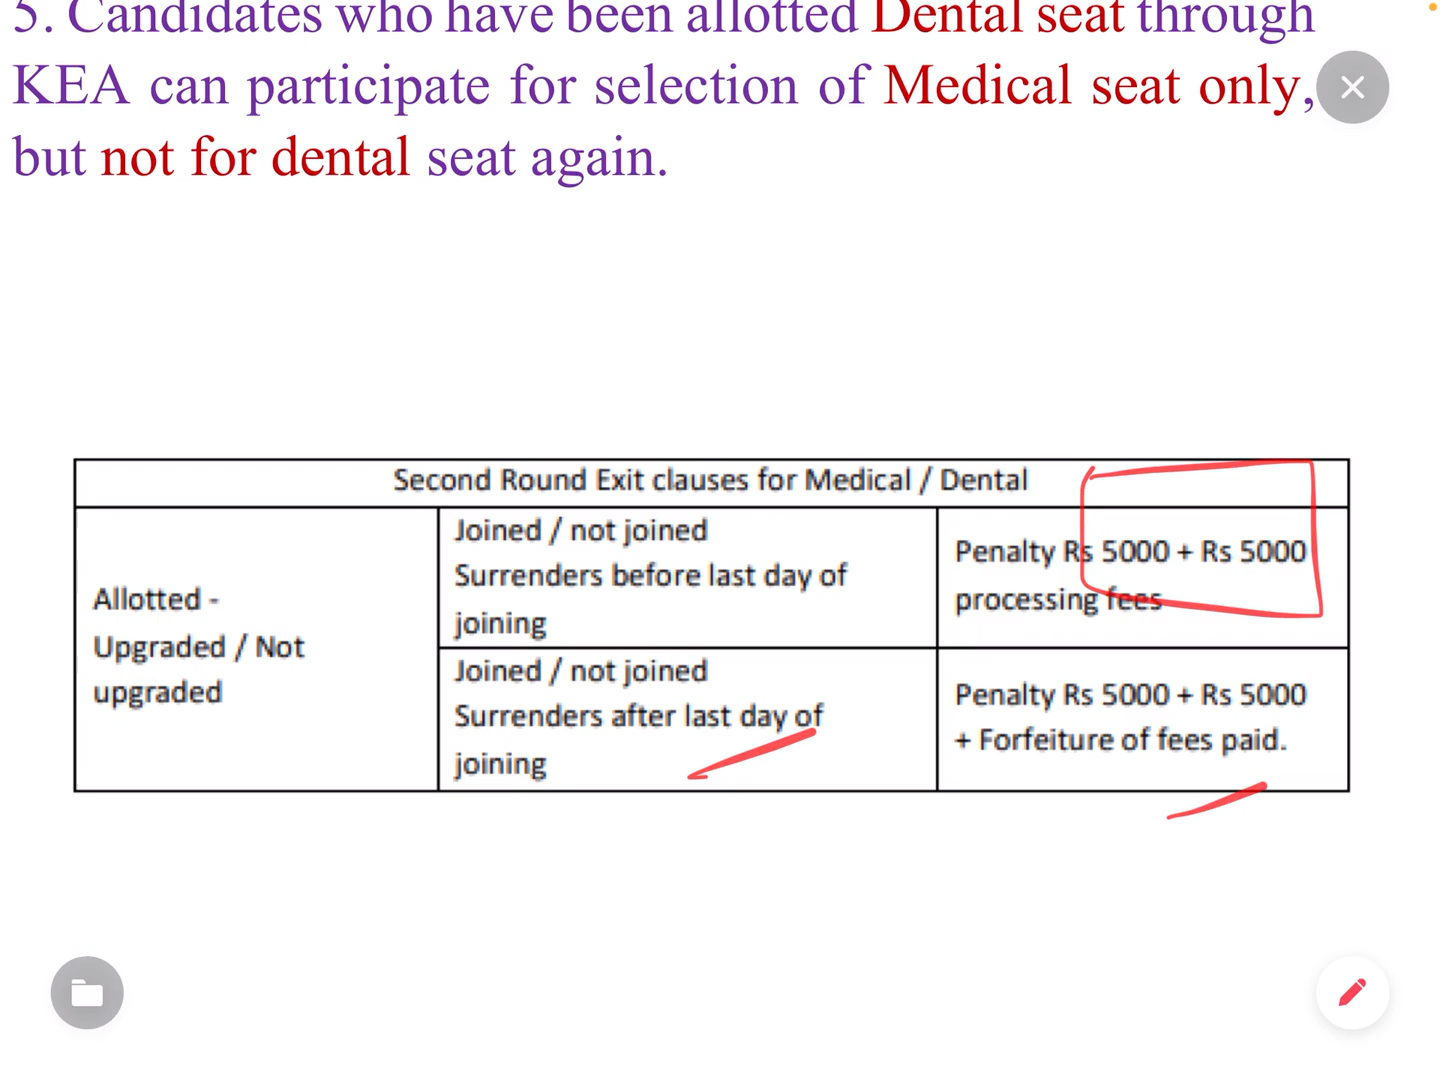 5. Candidates who have been allotted Dental seat through
KEA can participate for selection of Medical seat only,
but not for dental seat again.
Second Round Exit clauses for Medical / Dental
Allotted -
Upgraded / Not
upgraded
Joined / not joined
Surrenders before last day of
joining
Penalty Rs 5000 + Rs 5000
processing fees
Joined / not joined
Surrenders after last day of
joining
Penalty Rs 5000 + Rs 5000
+ Forfeiture of fees paid.